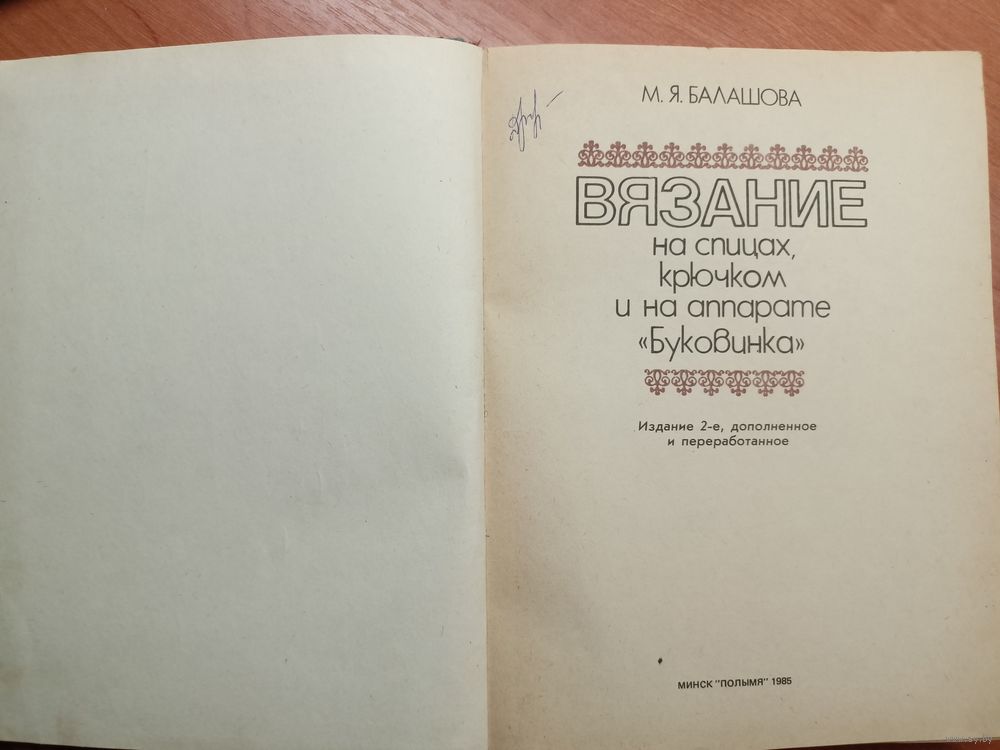 М. Я. БАЛАШОВА
ВЯЗАНИЕ
на спицах,
крючком
и на аппарате
«Буковинка»
Издание 2-е, дополненное
и переработанное
МИНСК "ПОЛЫМЯ" 1985